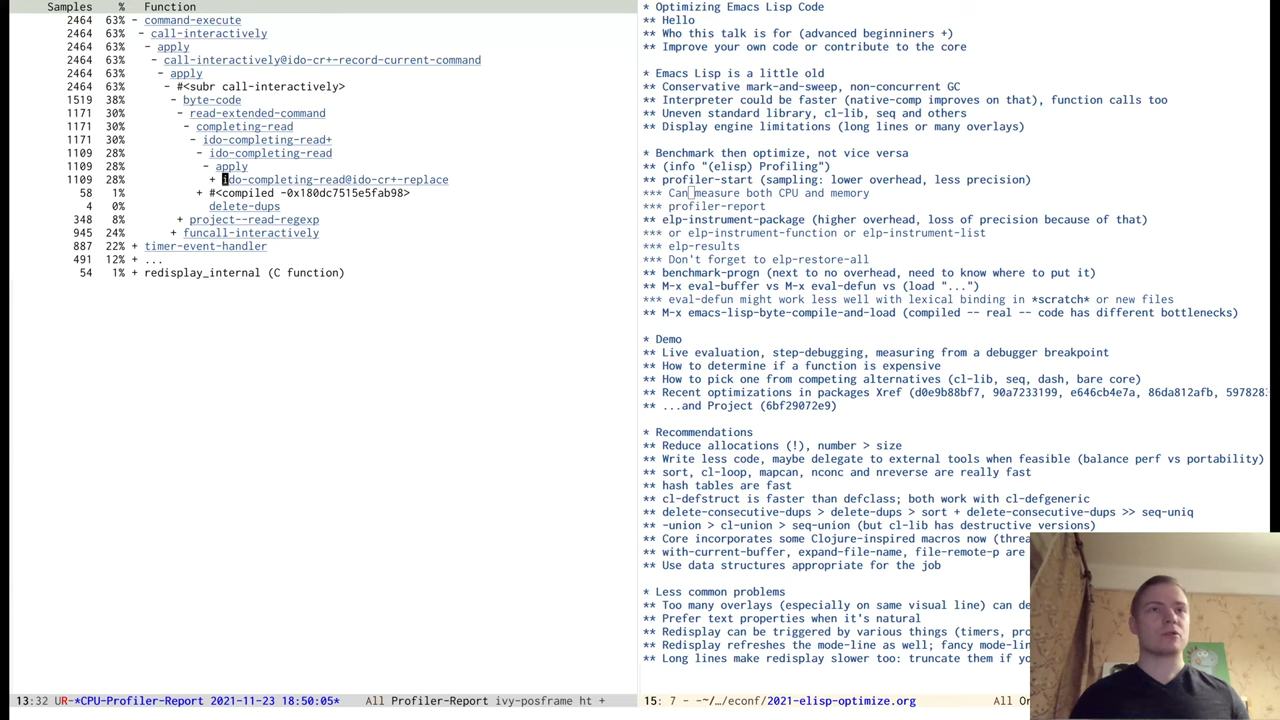 Samples % Function
2464 63% - command-execute
2464 63% - call-interactively
2464 63% - apply
2464 63% - call-interactively@ido-cr+-record-current-command
2464 63% - apply
2464 63% - #<subr call-interactively>
1519 38% - byte-code
1171 30% - read-extended-command
1171 30% - completing-read
1171 30% - ido-completing-read+
1109 28% - ido-completing-read
1109 28% - apply
1109 28% + ido-completing-read@ido-cr+-replace
58 1% + #<compiled -0x180dc7515e5fab98>
4 0% delete-dups
348 8% + project--read-regexp
945 24% + funcall-interactively
887 22% + timer-event-handler
491 12% + ...
54 1% + redisplay_internal (C function)
13:32 UR-*CPU-Profiler-Report 2021-11-23 18:50:05* All Profiler-Report ivy-posframe ht +
* Optimizing Emacs Lisp Code
** Hello
** Who this talk is for (advanced beginniners +)
** Improve your own code or contribute to the core
* Emacs Lisp is a little old
** Conservative mark-and-sweep, non-concurrent GC
** Interpreter could be faster (native-comp improves on that), function calls too
** Uneven standard library, cl-lib, seq and others
** Display engine limitations (long lines or many overlays)
* Benchmark then optimize, not vice versa
** (info "(elisp) Profiling")
** profiler-start (sampling: lower overhead, less precision)
*** Can measure both CPU and memory
*** profiler-report
** elp-instrument-package (higher overhead, loss of precision because of that)
*** or elp-instrument-function or elp-instrument-list
*** elp-results
*** Don't forget to elp-restore-all
** benchmark-progn (next to no overhead, need to know where to put it)
** M-x eval-buffer vs M-x eval-defun vs (load "...")
*** eval-defun might work less well with lexical binding in *scratch* or new files
** M-x emacs-lisp-byte-compile-and-load (compiled -- real -- code has different bottlenecks)
* Demo
** Live evaluation, step-debugging, measuring from a debugger breakpoint
** How to determine if a function is expensive
** How to pick one from competing alternatives (cl-lib, seq, dash, bare core)
** Recent optimizations in packages Xref (d0e9b88bf7, 90a7233199, e646cb4e7a, 86da812afb, 597828
** ...and Project (6bf29072e9)
* Recommendations
** Reduce allocations (!), number > size
** Write less code, maybe delegate to external tools when feasible (balance perf vs portability)
** sort, cl-loop, mapcan, nconc and nreverse are really fast
** hash tables are fast
** cl-defstruct is faster than defclass; both work with cl-defgeneric
** delete-consecutive-dups > delete-dups > sort + delete-consecutive-dups >> seq-uniq
** -union > cl-union > seq-union (but cl-lib has destructive versions)
** Core incorporates some Clojure-inspired macros now (threa
** with-current-buffer, expand-file-name, file-remote-p are
** Use data structures appropriate for the job
* Less common problems
** Too many overlays (especially on same visual line) can de
** Prefer text properties when it's natural
** Redisplay can be triggered by various things (timers, pro
** Redisplay refreshes the mode-line as well; fancy mode-lin
** Long lines make redisplay slower too: truncate them if yo
15: 7 - -~/…/econf/2021-elisp-optimize.org All Or